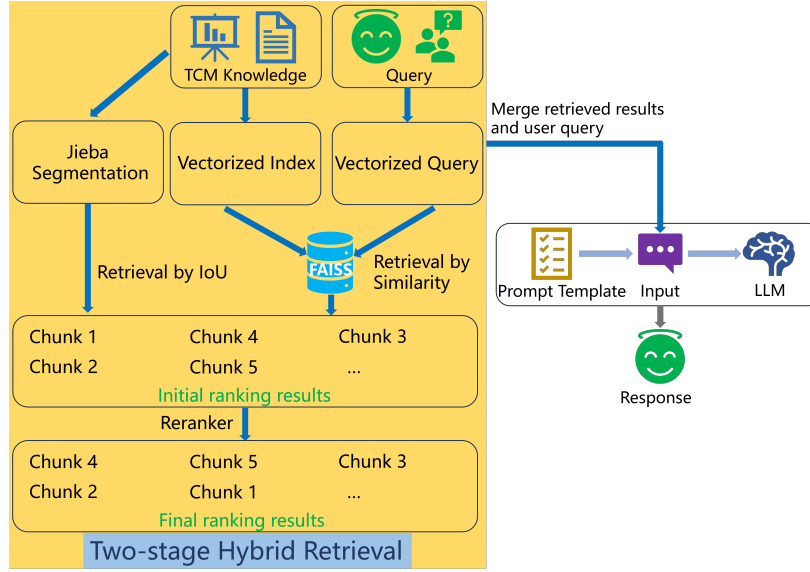 TCM Knowledge
Query
Merge retrieved results
and user query
Jieba
Segmentation
Vectorized Index
Vectorized Query
FAISS
Retrieval by IoU
Retrieval by
Similarity
Prompt Template
Input
LLM
Response
Chunk 1
Chunk 4
Chunk 3
Chunk 2
Chunk 5
...
Initial ranking results
Reranker
Chunk 4
Chunk 5
Chunk 3
Chunk 2
Chunk 1
...
Final ranking results
Two-stage Hybrid Retrieval